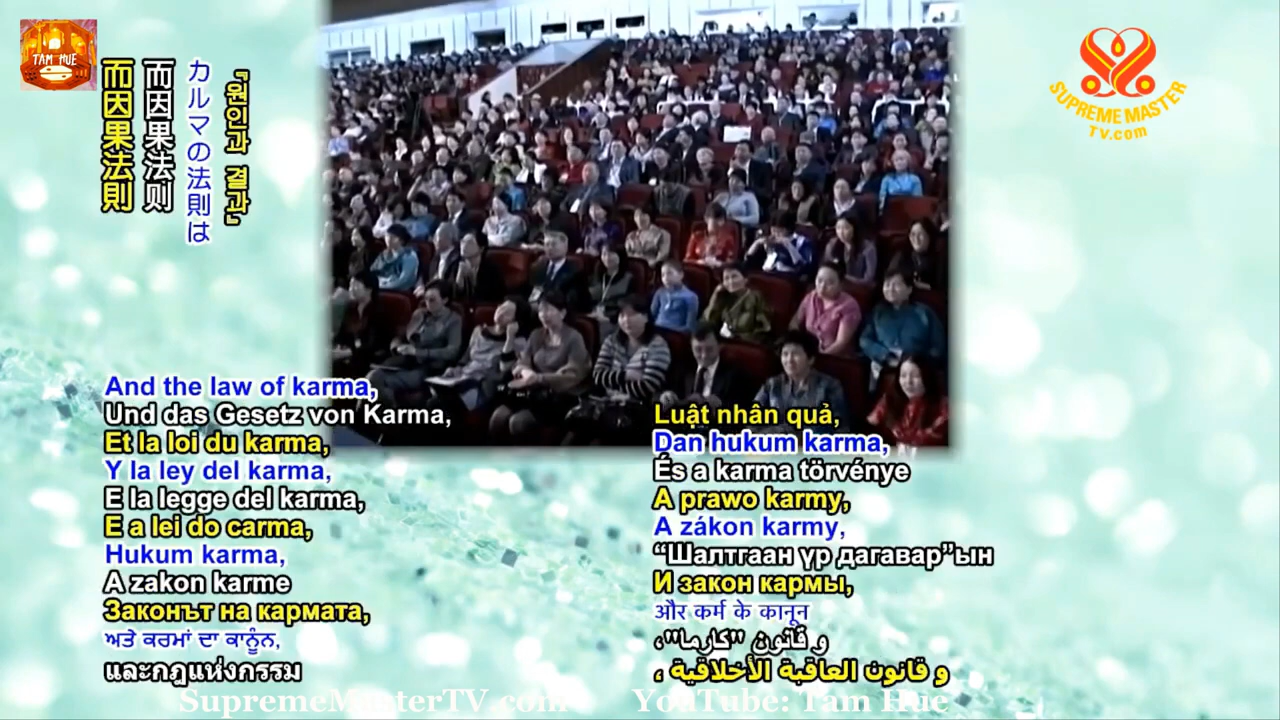 TAM HUE
而因果法則
而因果法则
カルマの法則は
『원인과 결과』
SUPREME MASTER
TV.com
And the law of karma,
Und das Gesetz von Karma,
Et la loi du karma,
Y la ley del karma,
E la legge del karma,
E a lei do carma,
Hukum karma,
A zakon karme
Законът на кармата,
ਅਤੇ ਕਰਮਾਂ ਦਾ ਕਾਨੂੰਨ,
และกฎแห่งกรรม
Luật nhân quả,
Dan hukum karma,
És a karma törvénye
A prawo karmy,
A zákon karmy,
“Шалтгаан үр дагавар”ын
И закон кармы,
और कर्म के कानून
و قانون "کارما"،
و قانون العاقبة الأخلاقية ،
SupremeMasterTV.com
YouTube: Tam Hue